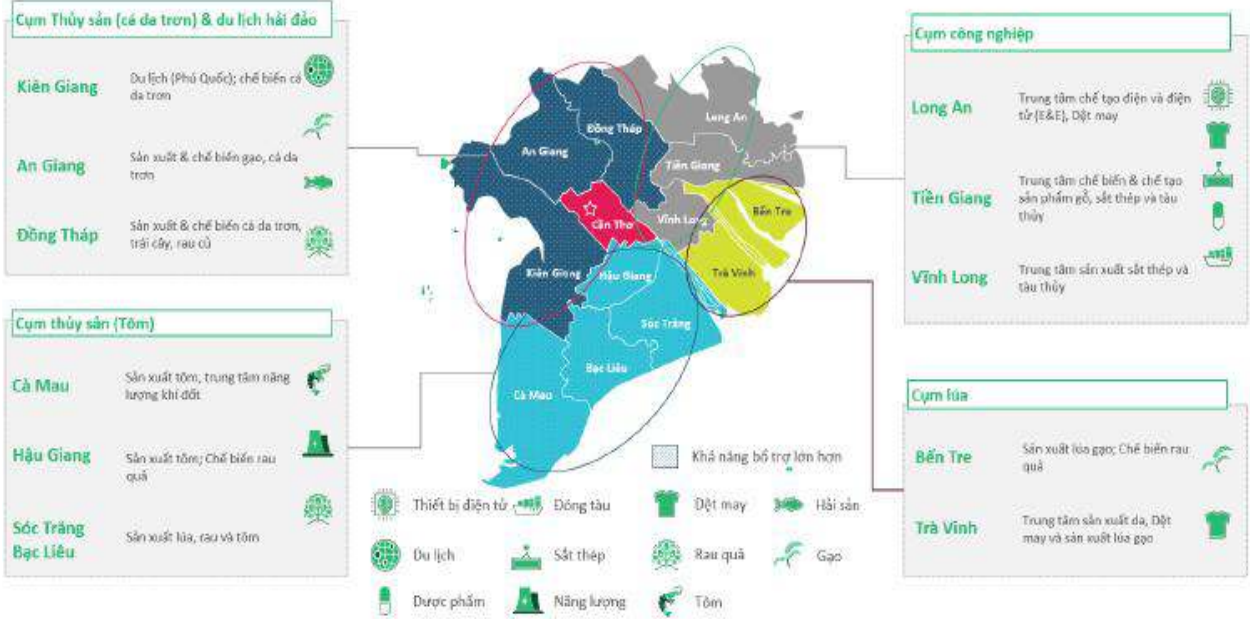 Cụm Thủy sản (cá da trơn) & du lịch hải đảo
Kiên Giang
Du lịch (Phú Quốc); chế biến cá
da trơn
An Giang
Sản xuất & chế biến gạo, cá da
trơn
Đồng Tháp
Sản xuất & chế biến cá da trơn,
trái cây, rau củ
Cụm thủy sản (Tôm)
Cà Mau
Sản xuất tôm, trung tâm năng
lượng khí đốt
Hậu Giang
Sản xuất tôm; Chế biến rau
quả
Sóc Trăng
Bạc Liêu
Sản xuất lúa, rau và tôm
Long An
Đồng Tháp
An Giang
Tiền Giang
Bến Tre
Vĩnh Long
Cần Thơ
Kiên Giang
Hậu Giang
Trà Vinh
Sóc Trăng
Bạc Liêu
Cà Mau
Khả năng bổ trợ lớn hơn
Thiết bị điện tử
Đóng tàu
Dệt may
Hải sản
Du lịch
Sắt thép
Rau quả
Gạo
Dược phẩm
Năng lượng
Tôm
Cụm công nghiệp
Long An
Trung tâm chế tạo điện và điện
tử (E&E), Dệt may
Tiền Giang
Trung tâm chế biến & chế tạo
sản phẩm gỗ, sắt thép và tàu
thủy
Vĩnh Long
Trung tâm sản xuất sắt thép và
tàu thủy
Cụm lúa
Bến Tre
Sản xuất lúa gạo; Chế biến rau
quả
Trà Vinh
Trung tâm sản xuất da, Dệt
may và sản xuất lúa gạo